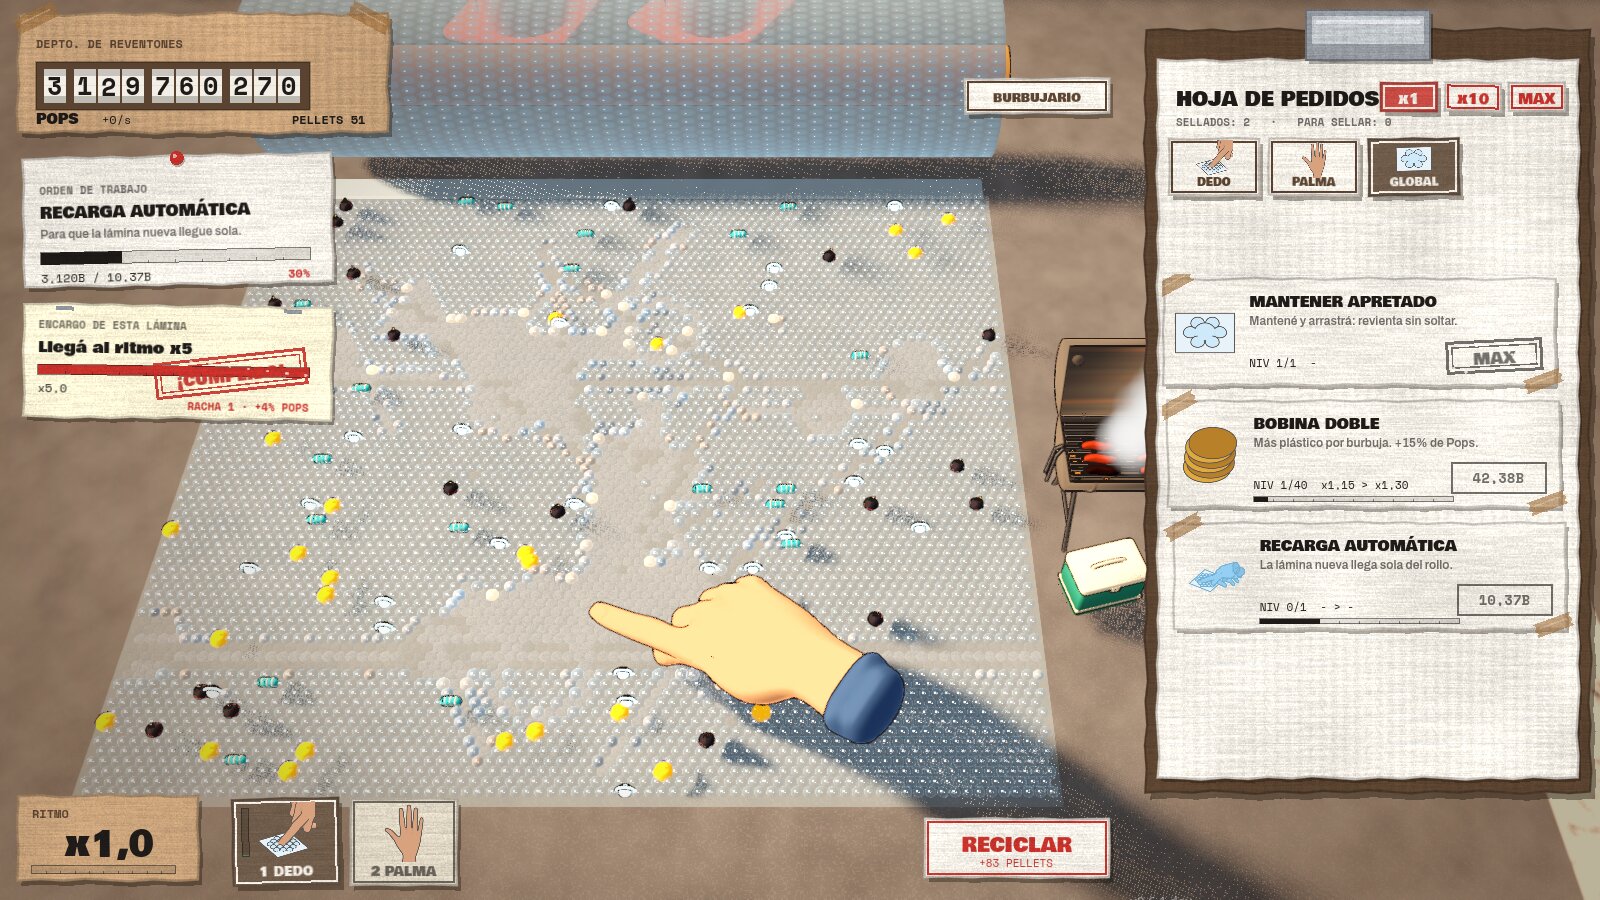 DEPTO. DE REVENTONES
3 129 760 270
POPS +0/s PELLETS 51
ORDEN DE TRABAJO
RECARGA AUTOMÁTICA
Para que la lámina nueva llegue sola.
3,120B / 10,37B 30%
ENCARGO DE ESTA LÁMINA
Llegá al ritmo x5
x5,0
RACHA 1 · +4% POPS
BURBUJARIO
HOJA DE PEDIDOS
x1
x10
MAX
SELLADOS: 2 · PARA SELLAR: 0
DEDO
PALMA
GLOBAL
MANTENER APRETADO
Mantené y arrastrá: revienta sin soltar.
NIV 1/1 -
MAX
BOBINA DOBLE
Más plástico por burbuja. +15% de Pops.
NIV 1/40 x1,15 > x1,30
42,38B
RECARGA AUTOMÁTICA
La lámina nueva llega sola del rollo.
NIV 0/1 - > -
10,37B
RITMO
x1,0
1 DEDO
2 PALMA
RECICLAR
+83 PELLETS